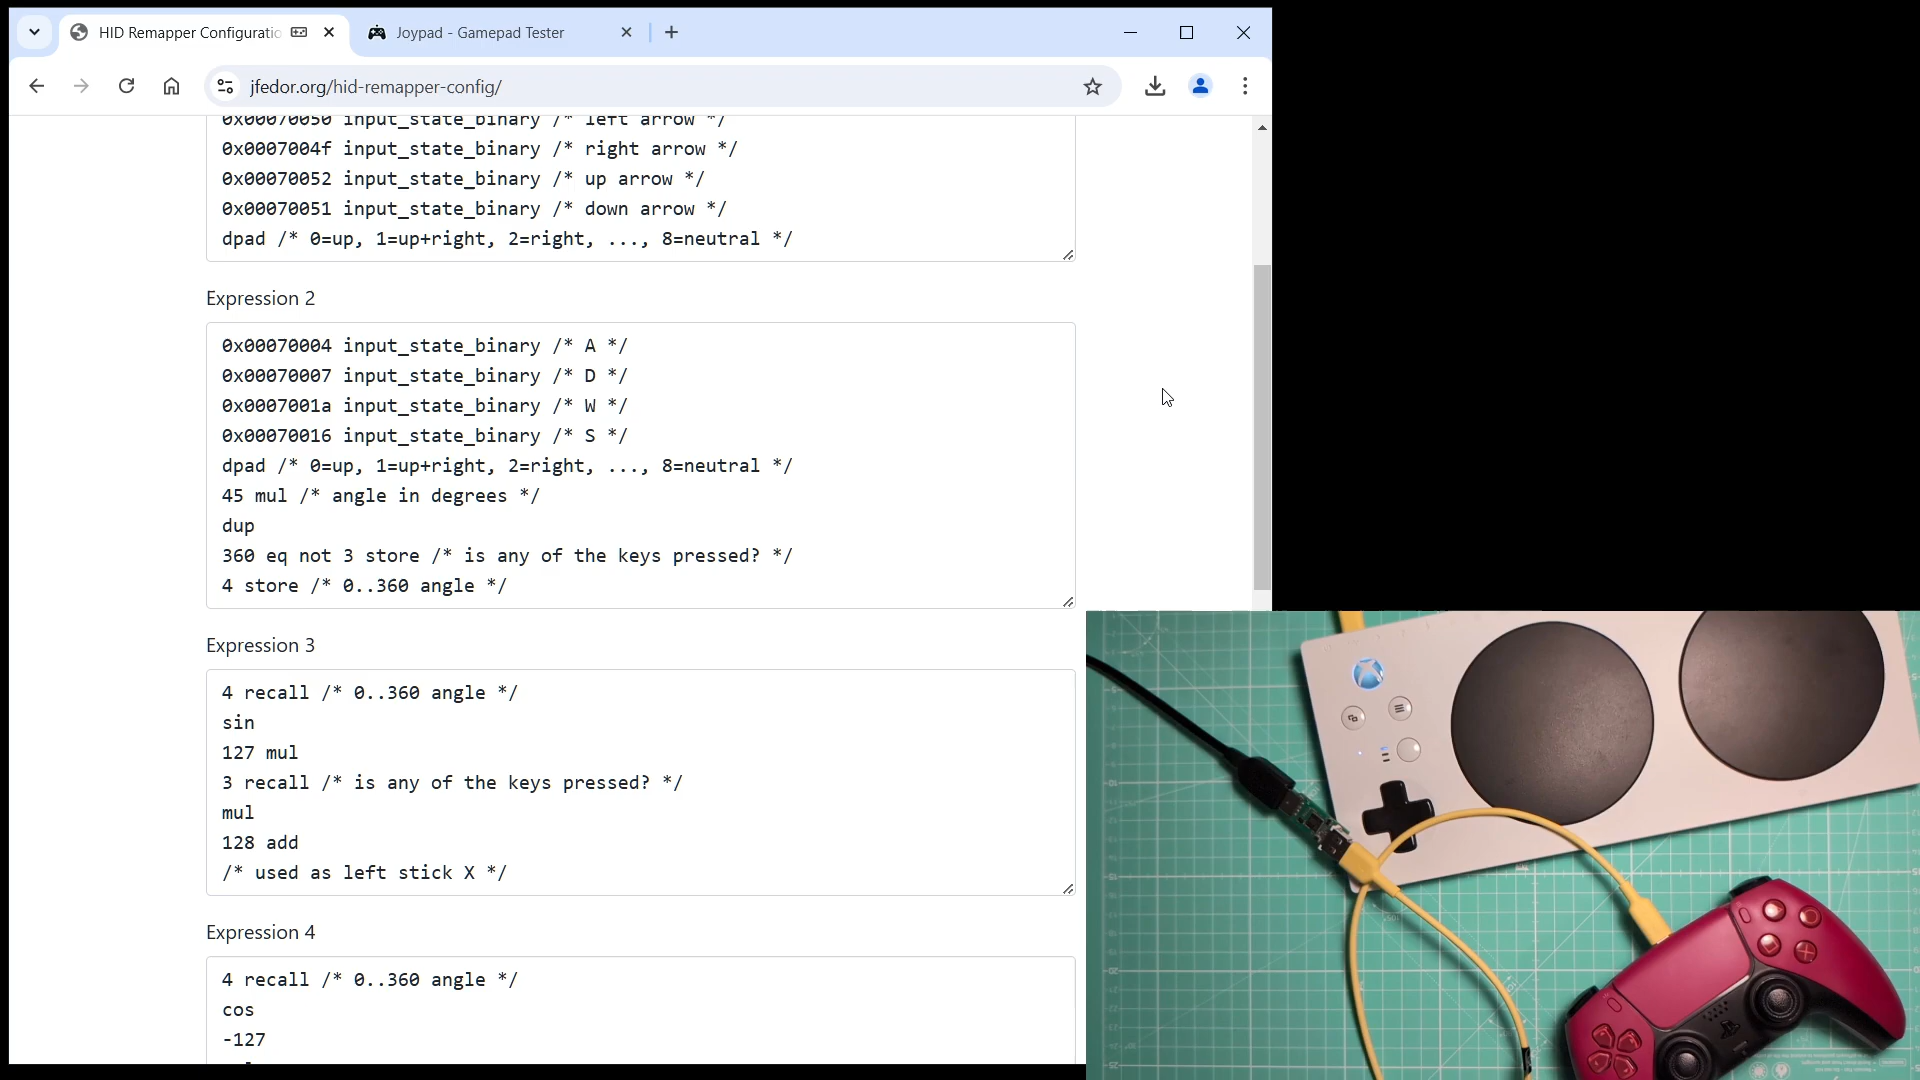 HID Remapper Configuratio
Joypad - Gamepad Tester
jfedor.org/hid-remapper-config/
0x00070050 input_state_binary /* left arrow */
0x0007004f input_state_binary /* right arrow */
0x00070052 input_state_binary /* up arrow */
0x00070051 input_state_binary /* down arrow */
dpad /* 0=up, 1=up+right, 2=right, ..., 8=neutral */
Expression 2
0x00070004 input_state_binary /* A */
0x00070007 input_state_binary /* D */
0x0007001a input_state_binary /* W */
0x00070016 input_state_binary /* S */
dpad /* 0=up, 1=up+right, 2=right, ..., 8=neutral */
45 mul /* angle in degrees */
dup
360 eq not 3 store /* is any of the keys pressed? */
4 store /* 0..360 angle */
Expression 3
4 recall /* 0..360 angle */
sin
127 mul
3 recall /* is any of the keys pressed? */
mul
128 add
/* used as left stick X */
Expression 4
4 recall /* 0..360 angle */
cos
-127